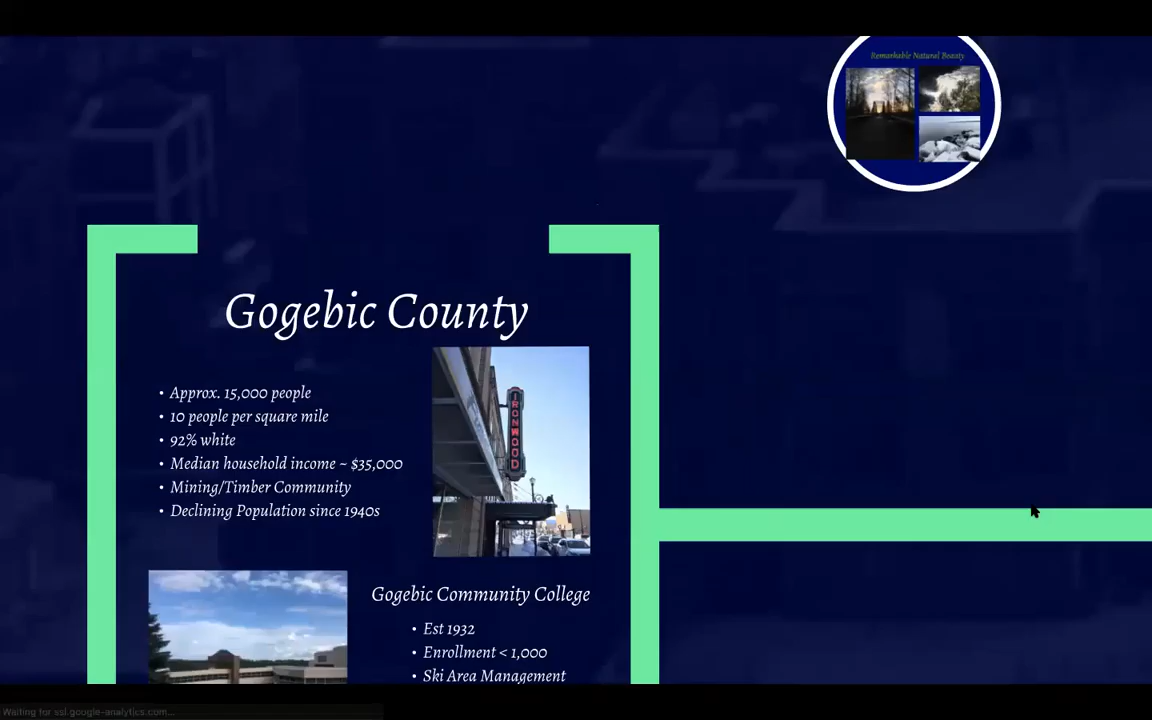 Remarkable Natural Beauty
Gogebic County
• Approx. 15,000 people
• 10 people per square mile
• 92% white
• Median household income ~ $35,000
• Mining/Timber Community
• Declining Population since 1940s
IRONWOOD
Gogebic Community College
• Est 1932
• Enrollment < 1,000
• Ski Area Management
Waiting for ssl.google-analytics.com...